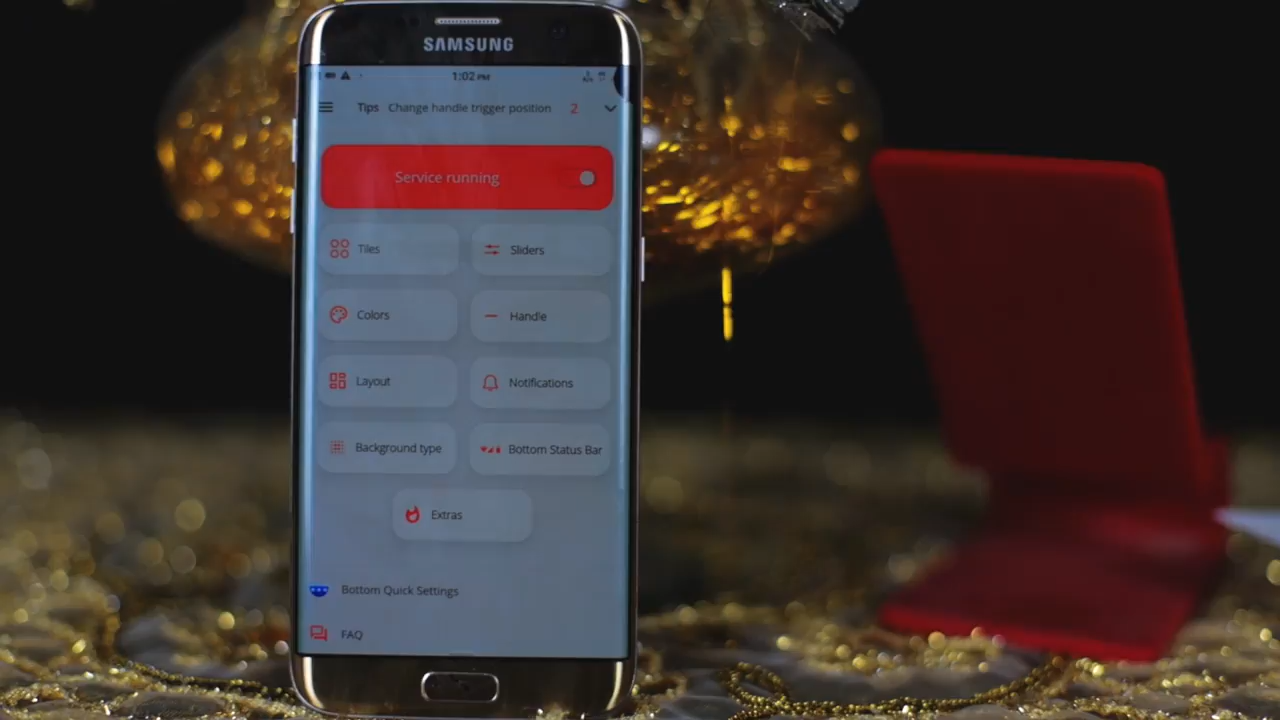 SAMSUNG
1:02 PM
Tips Change handle trigger position 2
Service running
Tiles Sliders
Colors Handle
Layout Notifications
Background type Bottom Status Bar
Extras
Bottom Quick Settings
FAQ